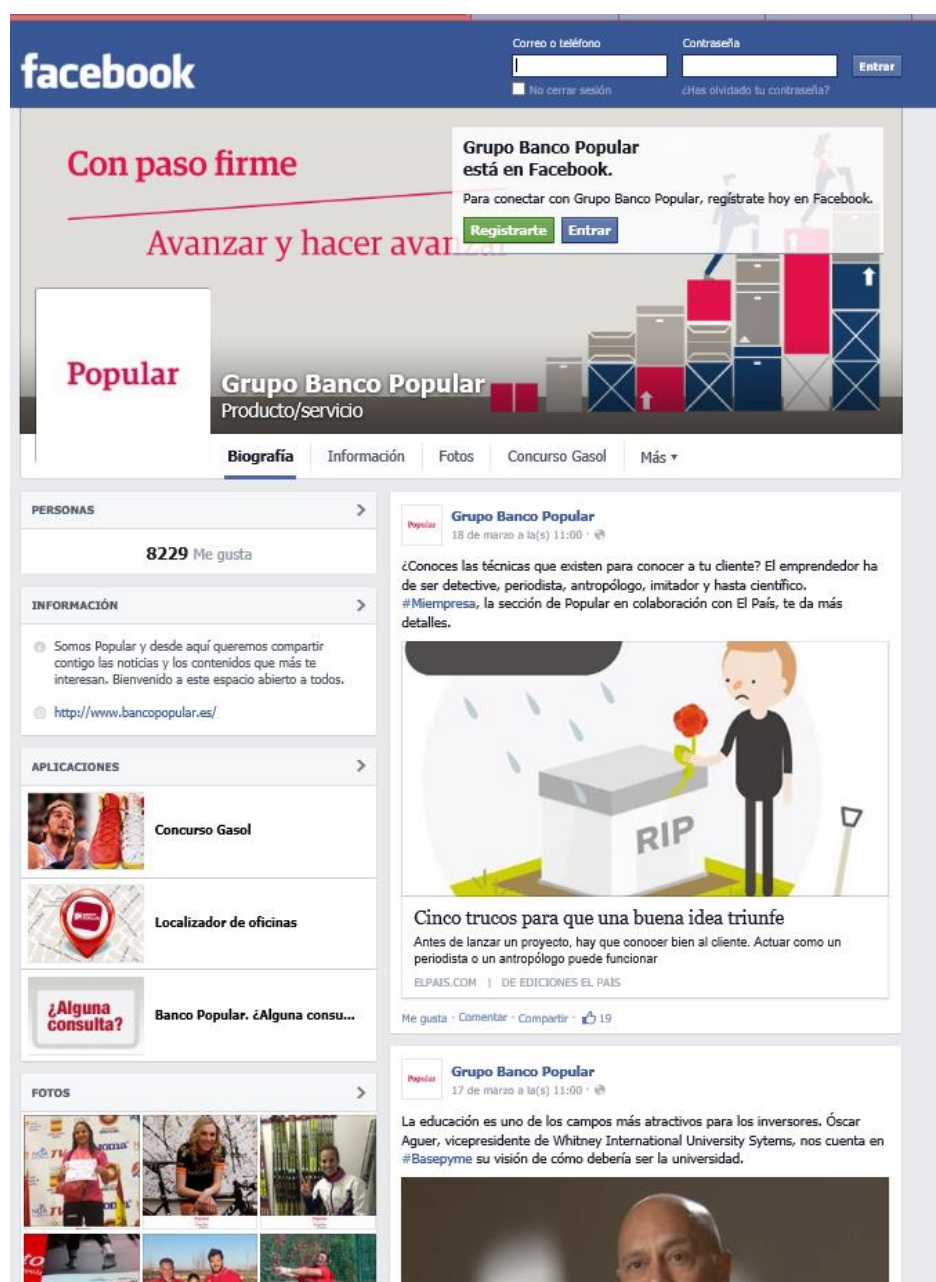 facebook
Correo o teléfono
Contraseña
Entrar
No cerrar sesión
¿Has olvidado tu contraseña?
Con paso firme
Avanzar y hacer avanzar
Grupo Banco Popular
está en Facebook.
Para conectar con Grupo Banco Popular, regístrate hoy en Facebook.
Registrarte
Entrar
Popular
Grupo Banco Popular
Producto/servicio
Biografía
Información
Fotos
Concurso Gasol
Más
PERSONAS
8229 Me gusta
INFORMACIÓN
Somos Popular y desde aquí queremos compartir
contigo las noticias y los contenidos que más te
interesan. Bienvenido a este espacio abierto a todos.
http://www.bancopopular.es/
APLICACIONES
Concurso Gasol
Localizador de oficinas
¿Alguna
consulta?
Banco Popular. ¿Alguna consu...
FOTOS
Popular
Grupo Banco Popular
18 de marzo a la(s) 11:00 ·
¿Conoces las técnicas que existen para conocer a tu cliente? El emprendedor ha
de ser detective, periodista, antropólogo, imitador y hasta científico.
#Miempresa, la sección de Popular en colaboración con El País, te da más
detalles.
RIP
Cinco trucos para que una buena idea triunfe
Antes de lanzar un proyecto, hay que conocer bien al cliente. Actuar como un
periodista o un antropólogo puede funcionar
ELPAIS.COM | DE EDICIONES EL PAÍS
Me gusta · Comentar · Compartir · 19
Popular
Grupo Banco Popular
17 de marzo a la(s) 11:00 ·
La educación es uno de los campos más atractivos para los inversores. Óscar
Aguer, vicepresidente de Whitney International University Sytems, nos cuenta en
#Basepyme su visión de cómo debería ser la universidad.